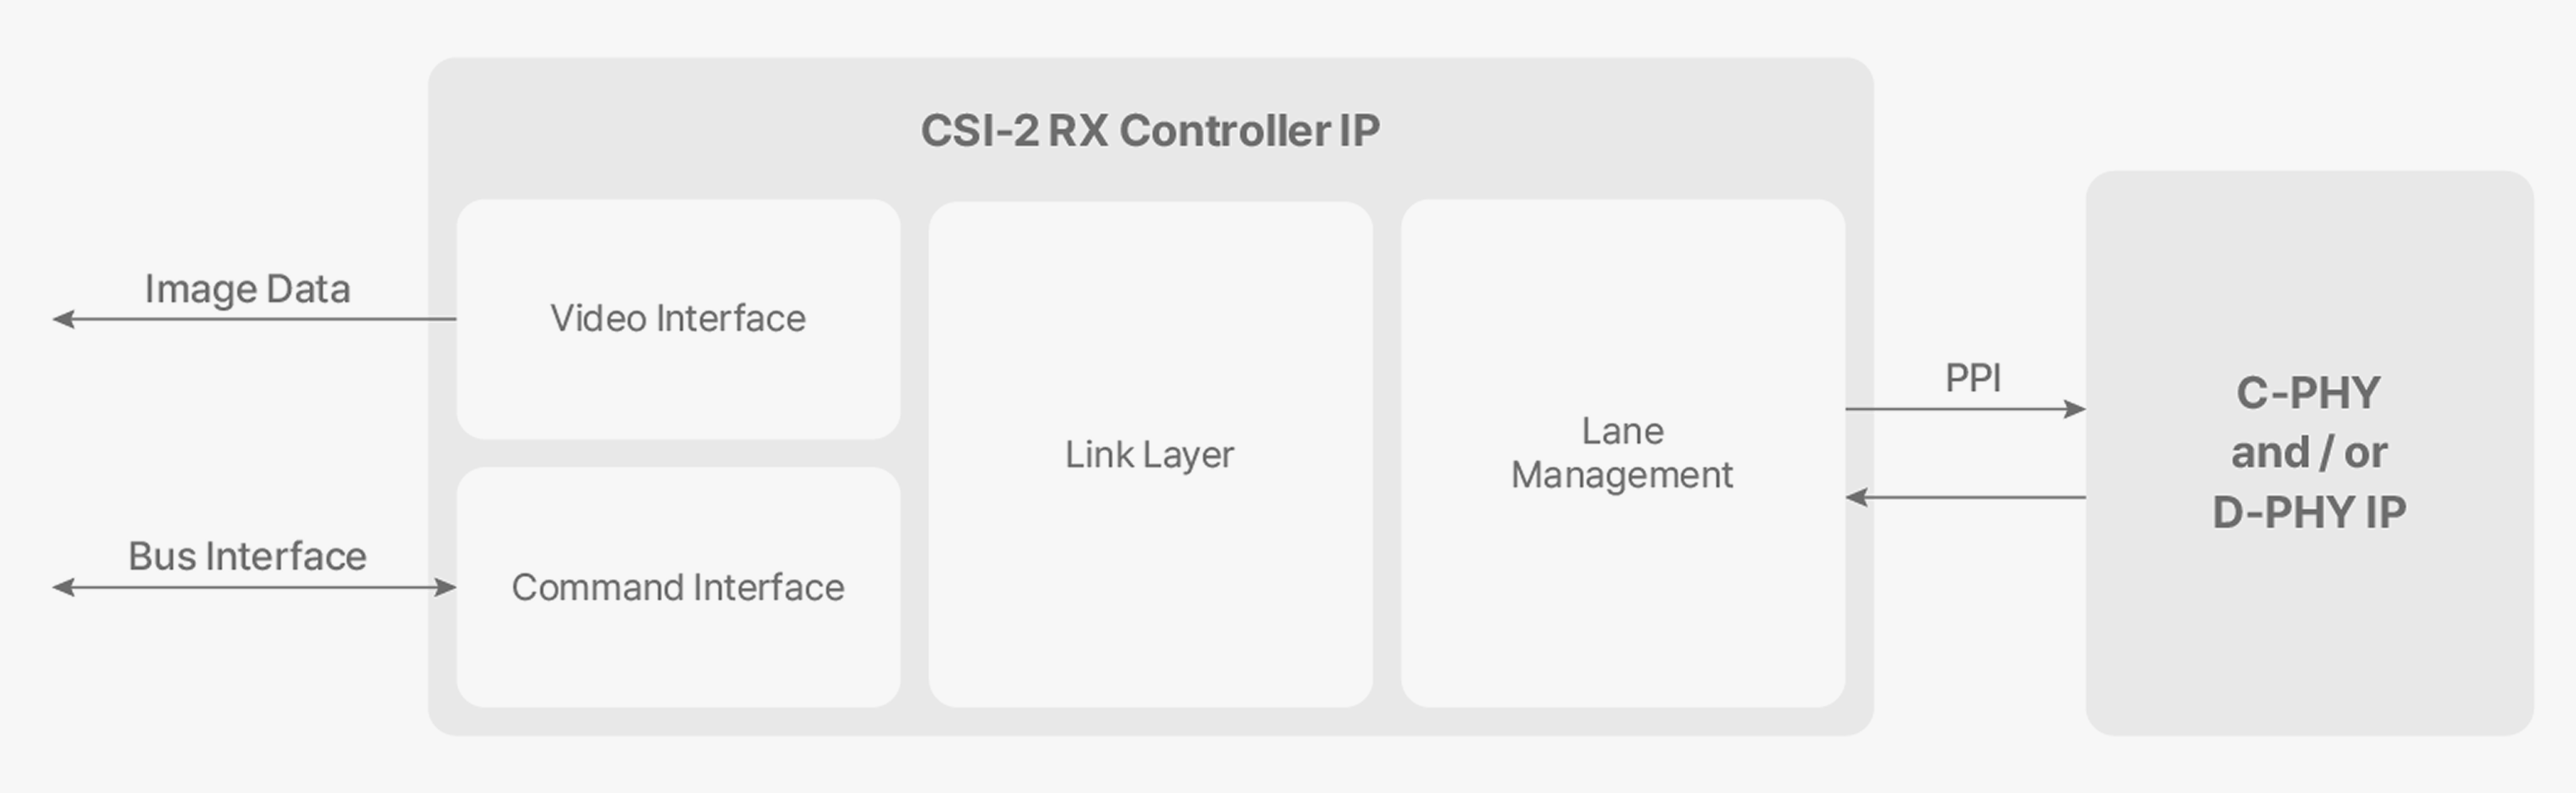 CSI-2 RX Controller IP
Image Data
Video Interface
Bus Interface
Command Interface
Link Layer
Lane
Management
PPI
C-PHY
and / or
D-PHY IP